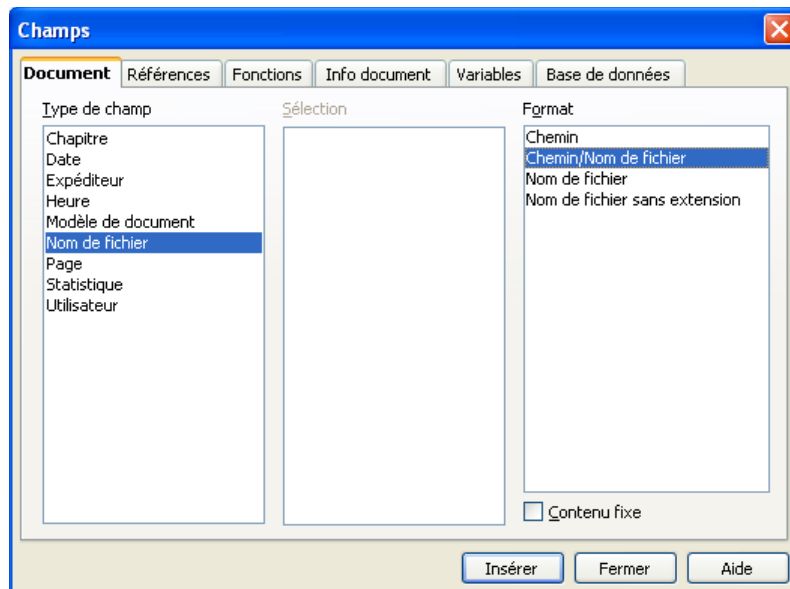 Champs
Document Références Fonctions Info document Variables Base de données
Type de champ
Chapitre
Date
Expéditeur
Heure
Modèle de document
Nom de fichier
Page
Statistique
Utilisateur
Sélection
Format
Chemin
Chemin/Nom de fichier
Nom de fichier
Nom de fichier sans extension
Contenu fixe
Insérer Fermer Aide